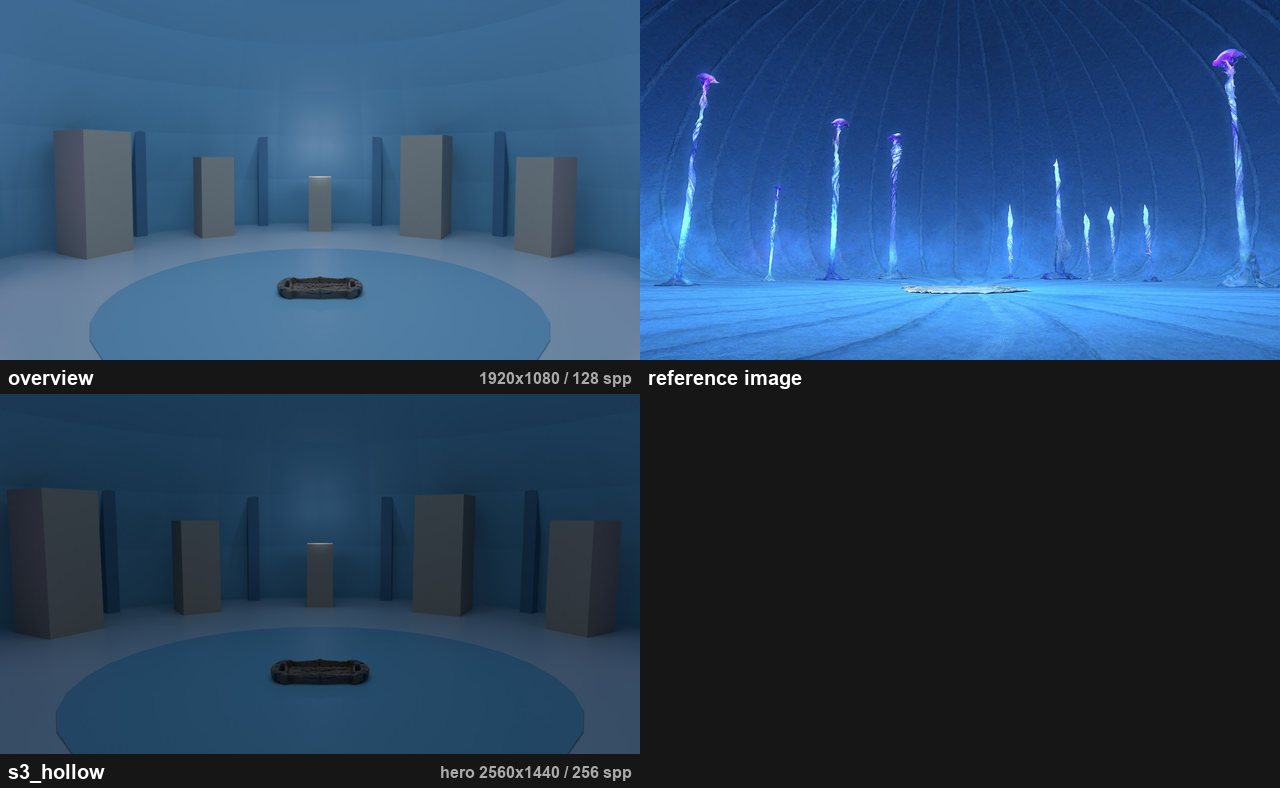 overview
1920x1080 / 128 spp
reference image
s3_hollow
hero 2560x1440 / 256 spp